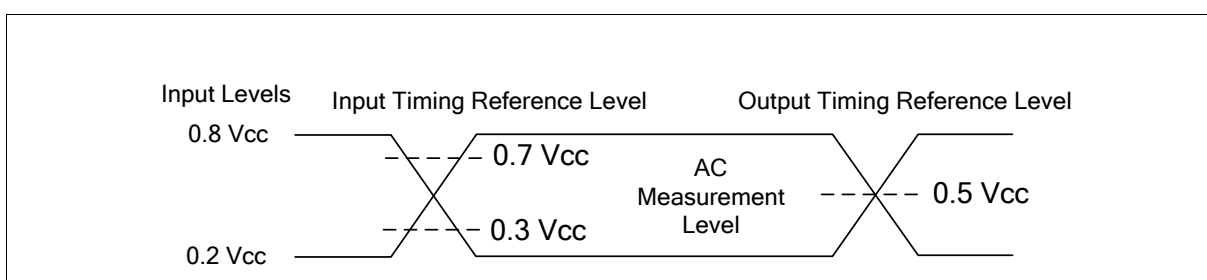 Input Levels
Input Timing Reference Level
Output Timing Reference Level
0.8 Vcc
0.7 Vcc
AC
Measurement
Level
0.5 Vcc
0.3 Vcc
0.2 Vcc